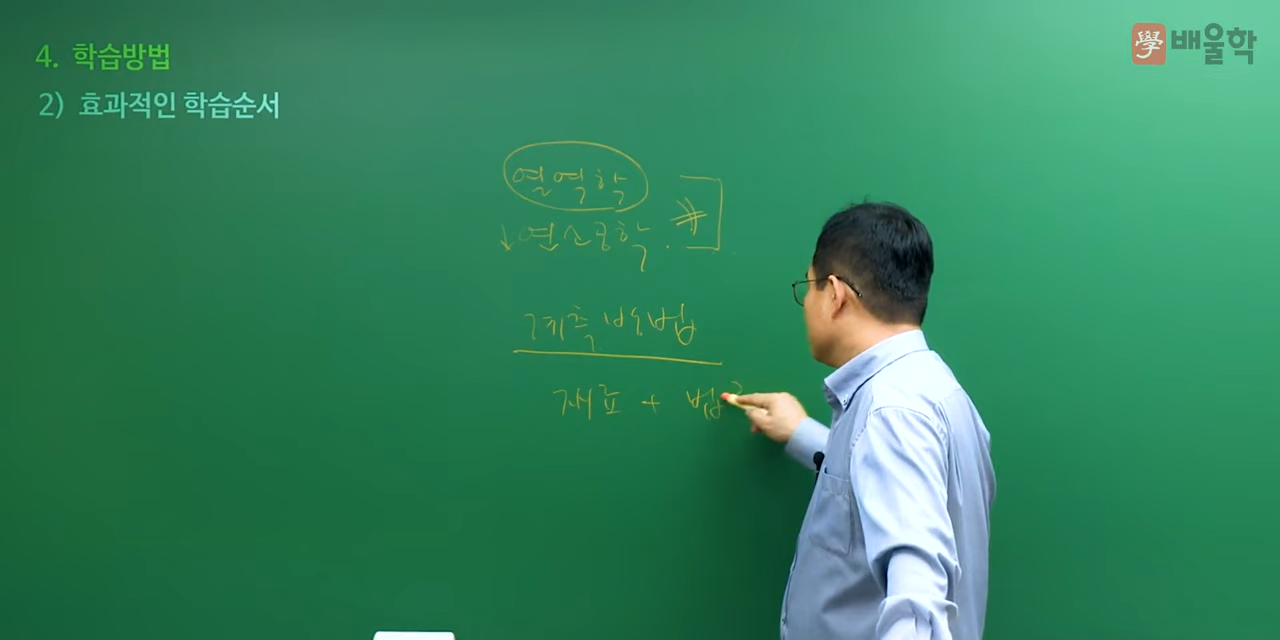 4. 학습방법
2) 효과적인 학습순서
學 배울학
열역학
↓ 연소공학.
계측방법
재료 + 법